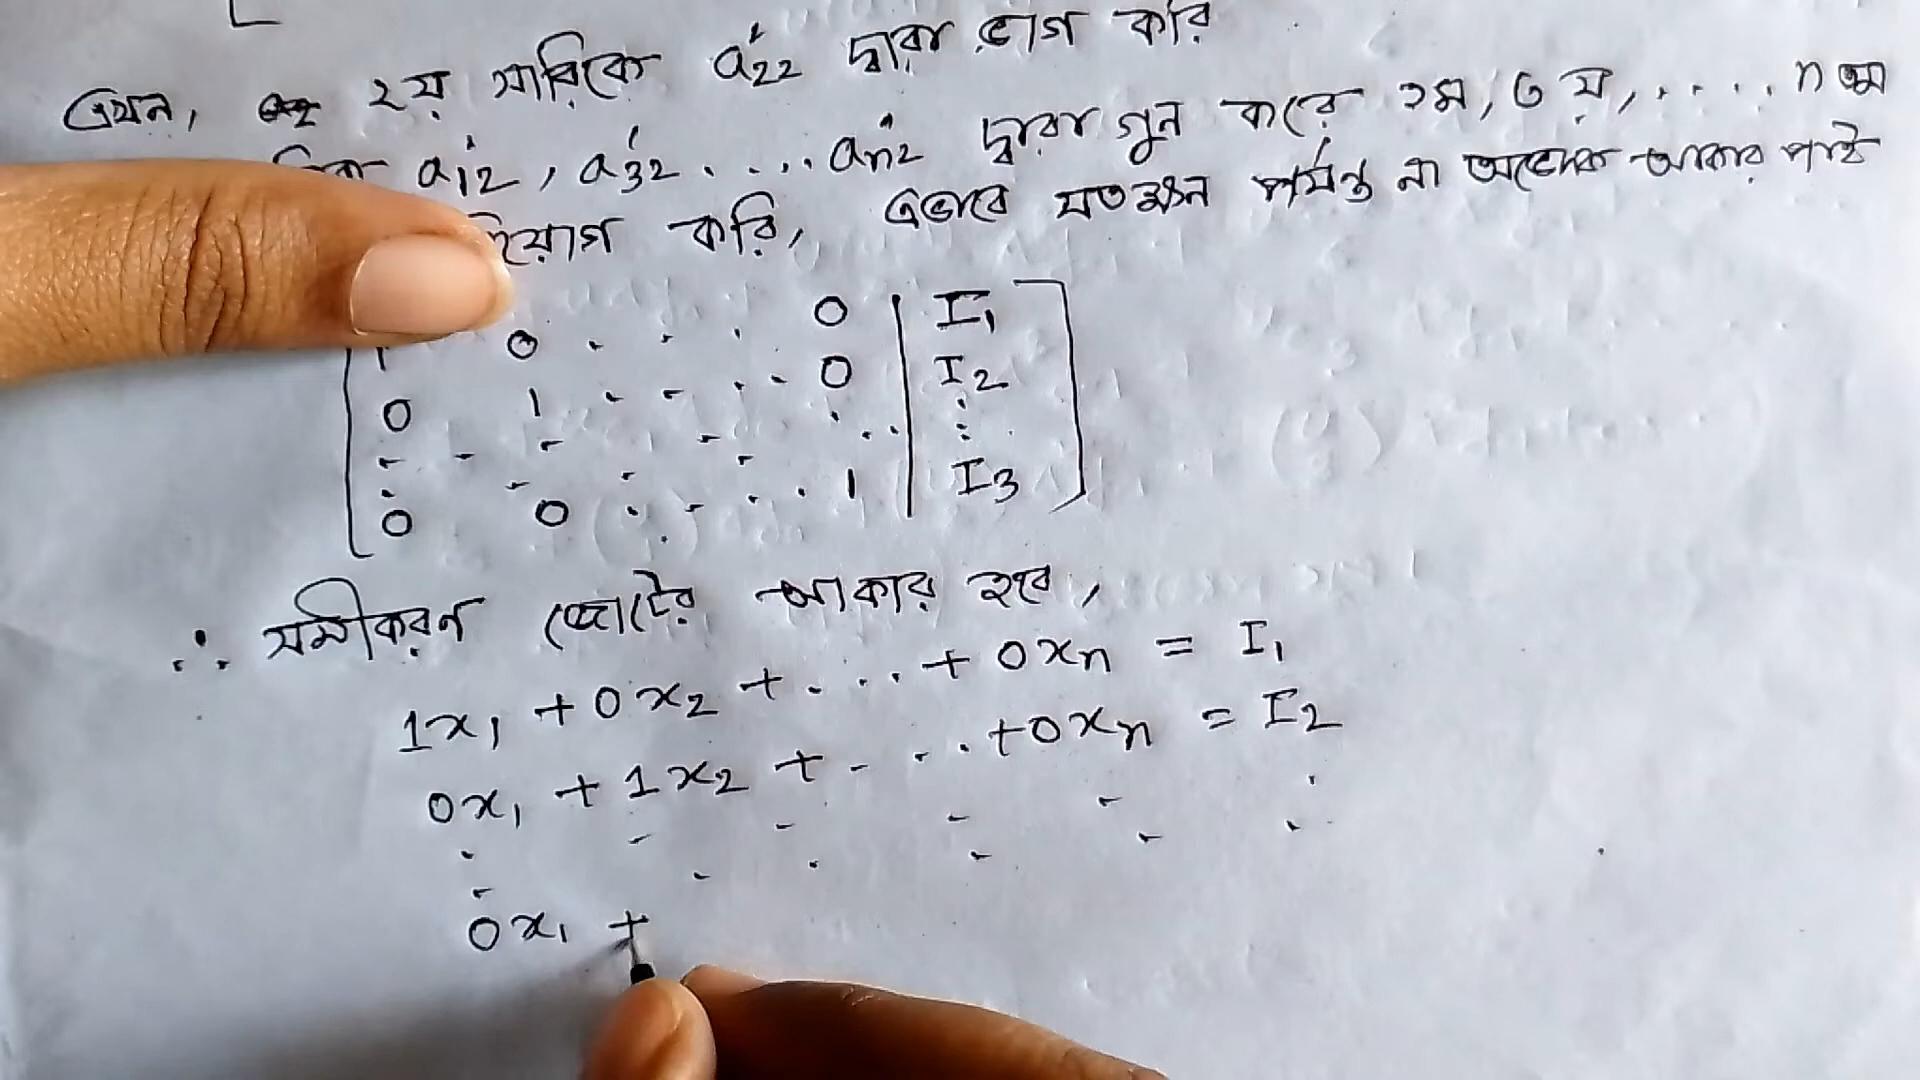 এখন, ২য় সারিকে a'22 দ্বারা ভাগ করি
a'12, a'32 . . . . a'n2 দ্বারা গুন করে ১ম, ৩য়, . . . . . n তম
বিয়োগ করি, এভাবে যতক্ষন পর্যন্ত না অভেদক আকার পাই
1 0 . . . 0 | I1
0 1 . . . . . 0 | I2
0 0 . . . . . 1 | I3
∴ সমীকরণ জোটের আকার হবে,
1x1 + 0x2 + . . . . + 0xn = I1
0x1 + 1x2 + . . . . +0xn = I2
0x1 +